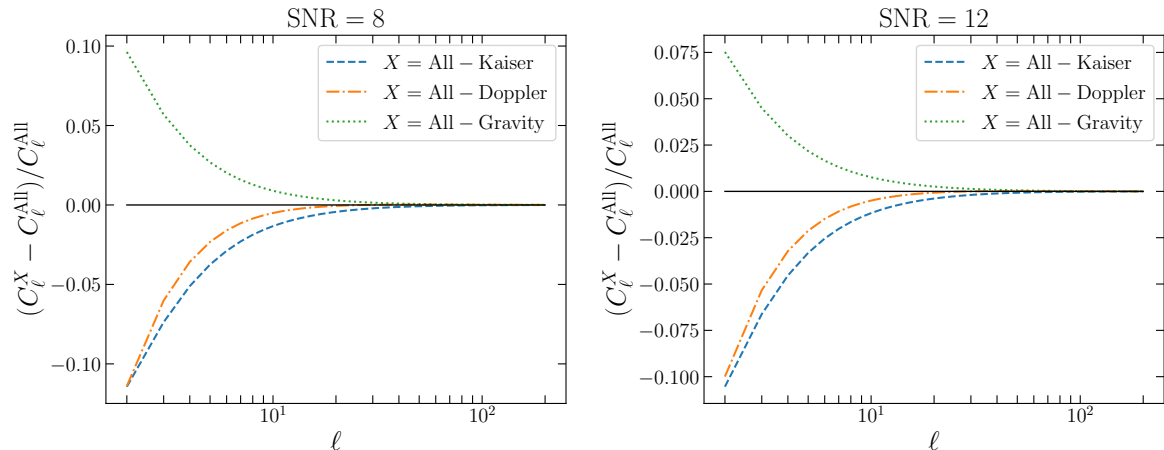 SNR = 8
(C_ℓ^X − C_ℓ^All)/C_ℓ^All
0.10
0.05
0.00
−0.05
−0.10
X = All − Kaiser
X = All − Doppler
X = All − Gravity
10^1
10^2
ℓ
SNR = 12
(C_ℓ^X − C_ℓ^All)/C_ℓ^All
0.075
0.050
0.025
0.000
−0.025
−0.050
−0.075
−0.100
X = All − Kaiser
X = All − Doppler
X = All − Gravity
10^1
10^2
ℓ